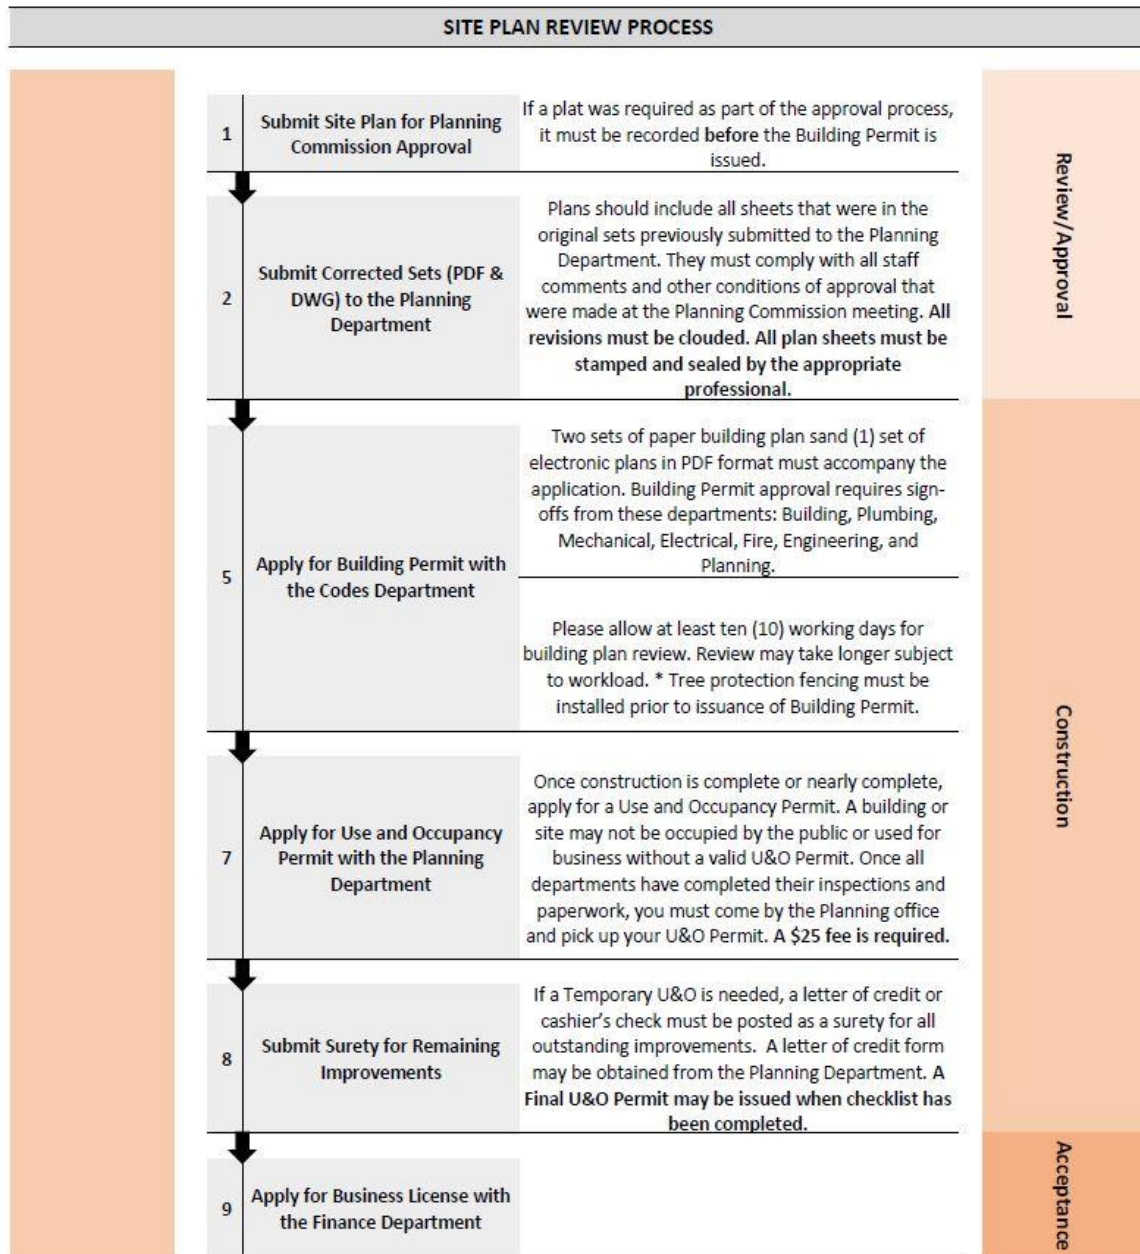 SITE PLAN REVIEW PROCESS
1
Submit Site Plan for Planning
Commission Approval
If a plat was required as part of the approval process,
it must be recorded before the Building Permit is
issued.
2
Submit Corrected Sets (PDF &
DWG) to the Planning
Department
Plans should include all sheets that were in the
original sets previously submitted to the Planning
Department. They must comply with all staff
comments and other conditions of approval that
were made at the Planning Commission meeting. All
revisions must be clouded. All plan sheets must be
stamped and sealed by the appropriate
professional.
Review/Approval
5
Apply for Building Permit with
the Codes Department
Two sets of paper building plan sand (1) set of
electronic plans in PDF format must accompany the
application. Building Permit approval requires sign-
offs from these departments: Building, Plumbing,
Mechanical, Electrical, Fire, Engineering, and
Planning.
Please allow at least ten (10) working days for
building plan review. Review may take longer subject
to workload. * Tree protection fencing must be
installed prior to issuance of Building Permit.
7
Apply for Use and Occupancy
Permit with the Planning
Department
Once construction is complete or nearly complete,
apply for a Use and Occupancy Permit. A building or
site may not be occupied by the public or used for
business without a valid U&O Permit. Once all
departments have completed their inspections and
paperwork, you must come by the Planning office
and pick up your U&O Permit. A $25 fee is required.
8
Submit Surety for Remaining
Improvements
If a Temporary U&O is needed, a letter of credit or
cashier's check must be posted as a surety for all
outstanding improvements. A letter of credit form
may be obtained from the Planning Department. A
Final U&O Permit may be issued when checklist has
been completed.
Construction
9
Apply for Business License with
the Finance Department
Acceptance